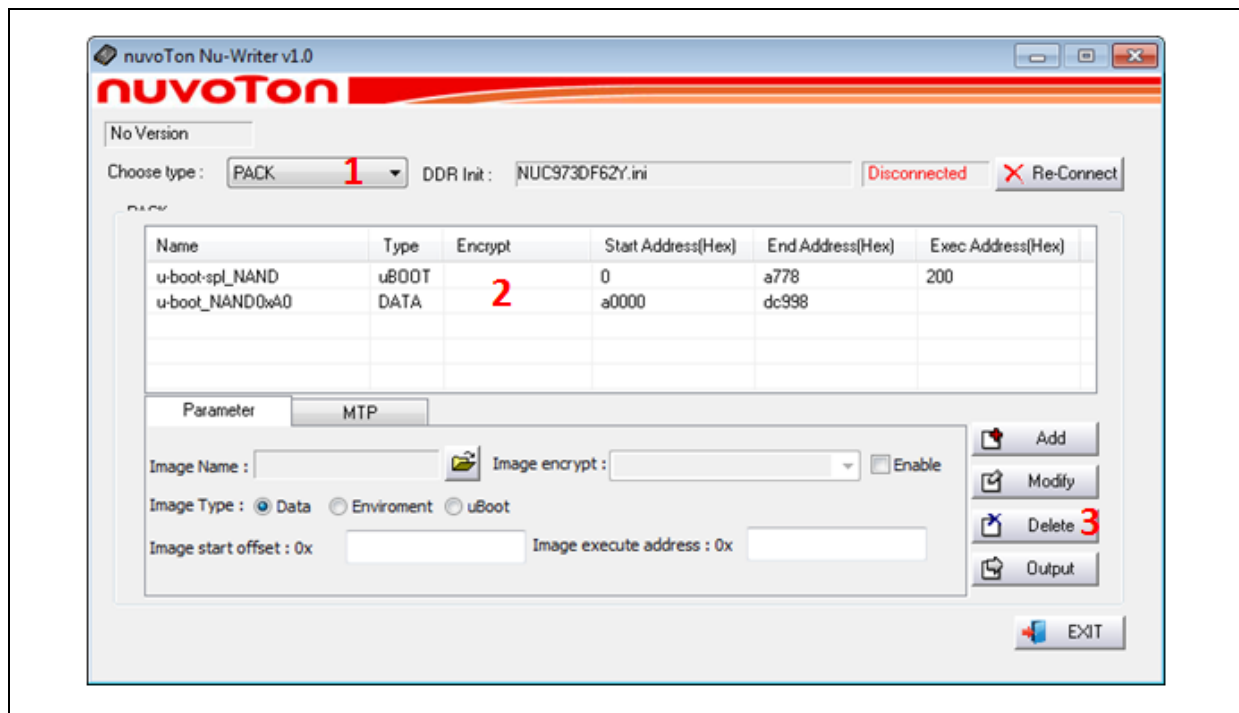 nuvoTon Nu-Writer v1.0
nuvoTon
No Version
Choose type : PACK 1 DDR Init : NUC973DF62Y.ini Disconnected Re-Connect
PACK
Name Type Encrypt Start Address(Hex) End Address(Hex) Exec Address(Hex)
u-boot-spl_NAND uBOOT 0 a778 200
u-boot_NAND0xA0 DATA 2 a0000 dc998
Parameter MTP
Add
Image Name : Image encrypt : Enable
Modify
Image Type : Data Enviroment uBoot
Delete 3
Image start offset : 0x Image execute address : 0x
Output
EXIT